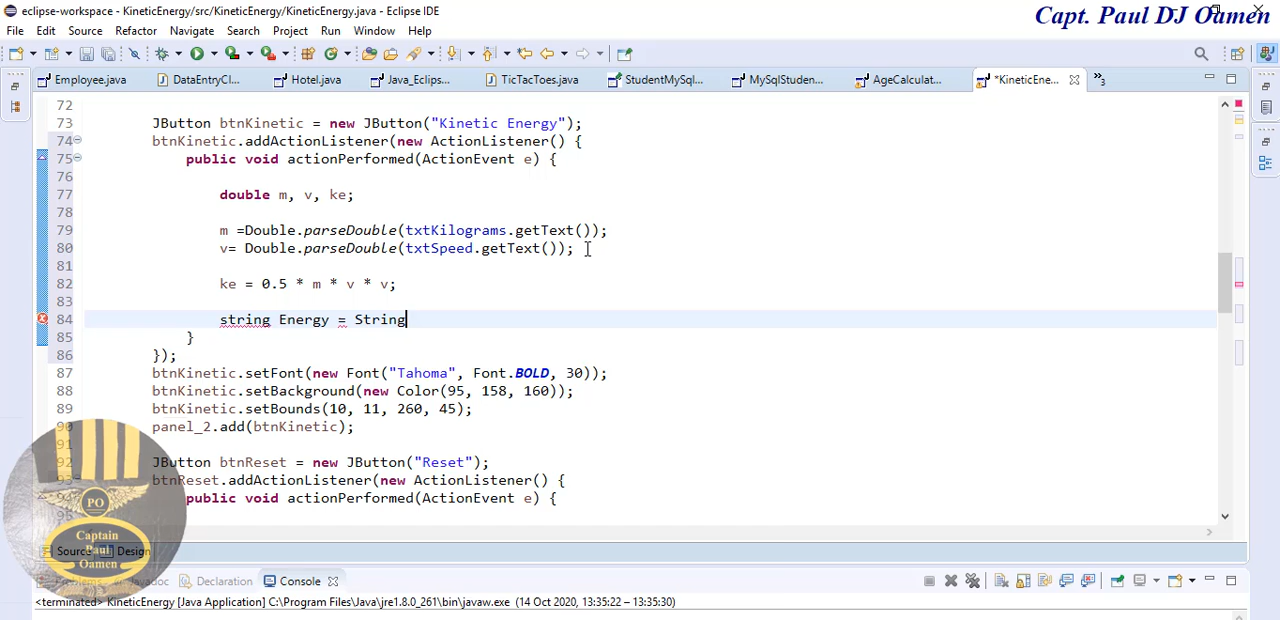 eclipse-workspace - KineticEnergy/src/KineticEnergy/KineticEnergy.java - Eclipse IDE
Capt. Paul DJ Oamen
File Edit Source Refactor Navigate Search Project Run Window Help
Employee.java DataEntryCl... Hotel.java Java_Eclips... TicTacToes.java StudentMySql... MySqlStuden... AgeCalculat... *KineticEne... »3
72
73 JButton btnKinetic = new JButton("Kinetic Energy");
74 btnKinetic.addActionListener(new ActionListener() {
75 public void actionPerformed(ActionEvent e) {
76
77 double m, v, ke;
78
79 m =Double.parseDouble(txtKilograms.getText());
80 v= Double.parseDouble(txtSpeed.getText());
81
82 ke = 0.5 * m * v * v;
83
84 string Energy = String
85 }
86 });
87 btnKinetic.setFont(new Font("Tahoma", Font.BOLD, 30));
88 btnKinetic.setBackground(new Color(95, 158, 160));
89 btnKinetic.setBounds(10, 11, 260, 45);
90 panel_2.add(btnKinetic);
91
92 JButton btnReset = new JButton("Reset");
93 btnReset.addActionListener(new ActionListener() {
94 public void actionPerformed(ActionEvent e) {
95
PO
Captain
Paul
Oamen
Source Design
Problems Javadoc Declaration Console
<terminated> KineticEnergy [Java Application] C:\Program Files\Java\jre1.8.0_261\bin\javaw.exe (14 Oct 2020, 13:35:22 – 13:35:30)